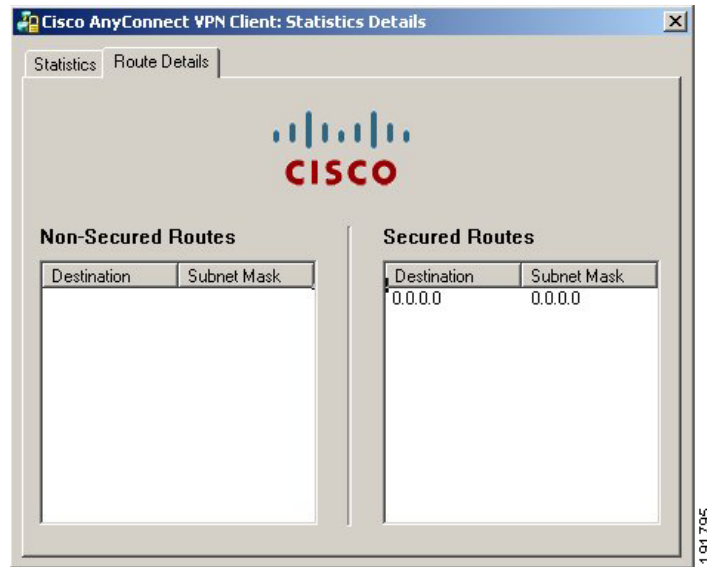 Cisco AnyConnect VPN Client: Statistics Details
Statistics Route Details
CISCO
Non-Secured Routes
Destination Subnet Mask
Secured Routes
Destination Subnet Mask
0.0.0.0 0.0.0.0
191795